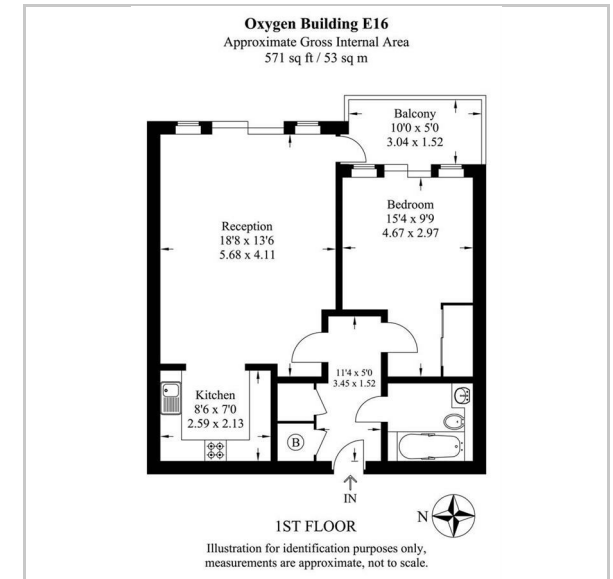 Oxygen Building E16
Approximate Gross Internal Area
571 sq ft / 53 sq m
Balcony
10'0 x 5'0
3.04 x 1.52
Bedroom
15'4 x 9'9
4.67 x 2.97
Reception
18'8 x 13'6
5.68 x 4.11
11'4 x 5'0
3.45 x 1.52
Kitchen
8'6 x 7'0
2.59 x 2.13
B
IN
N
1ST FLOOR
Illustration for identification purposes only,
measurements are approximate, not to scale.